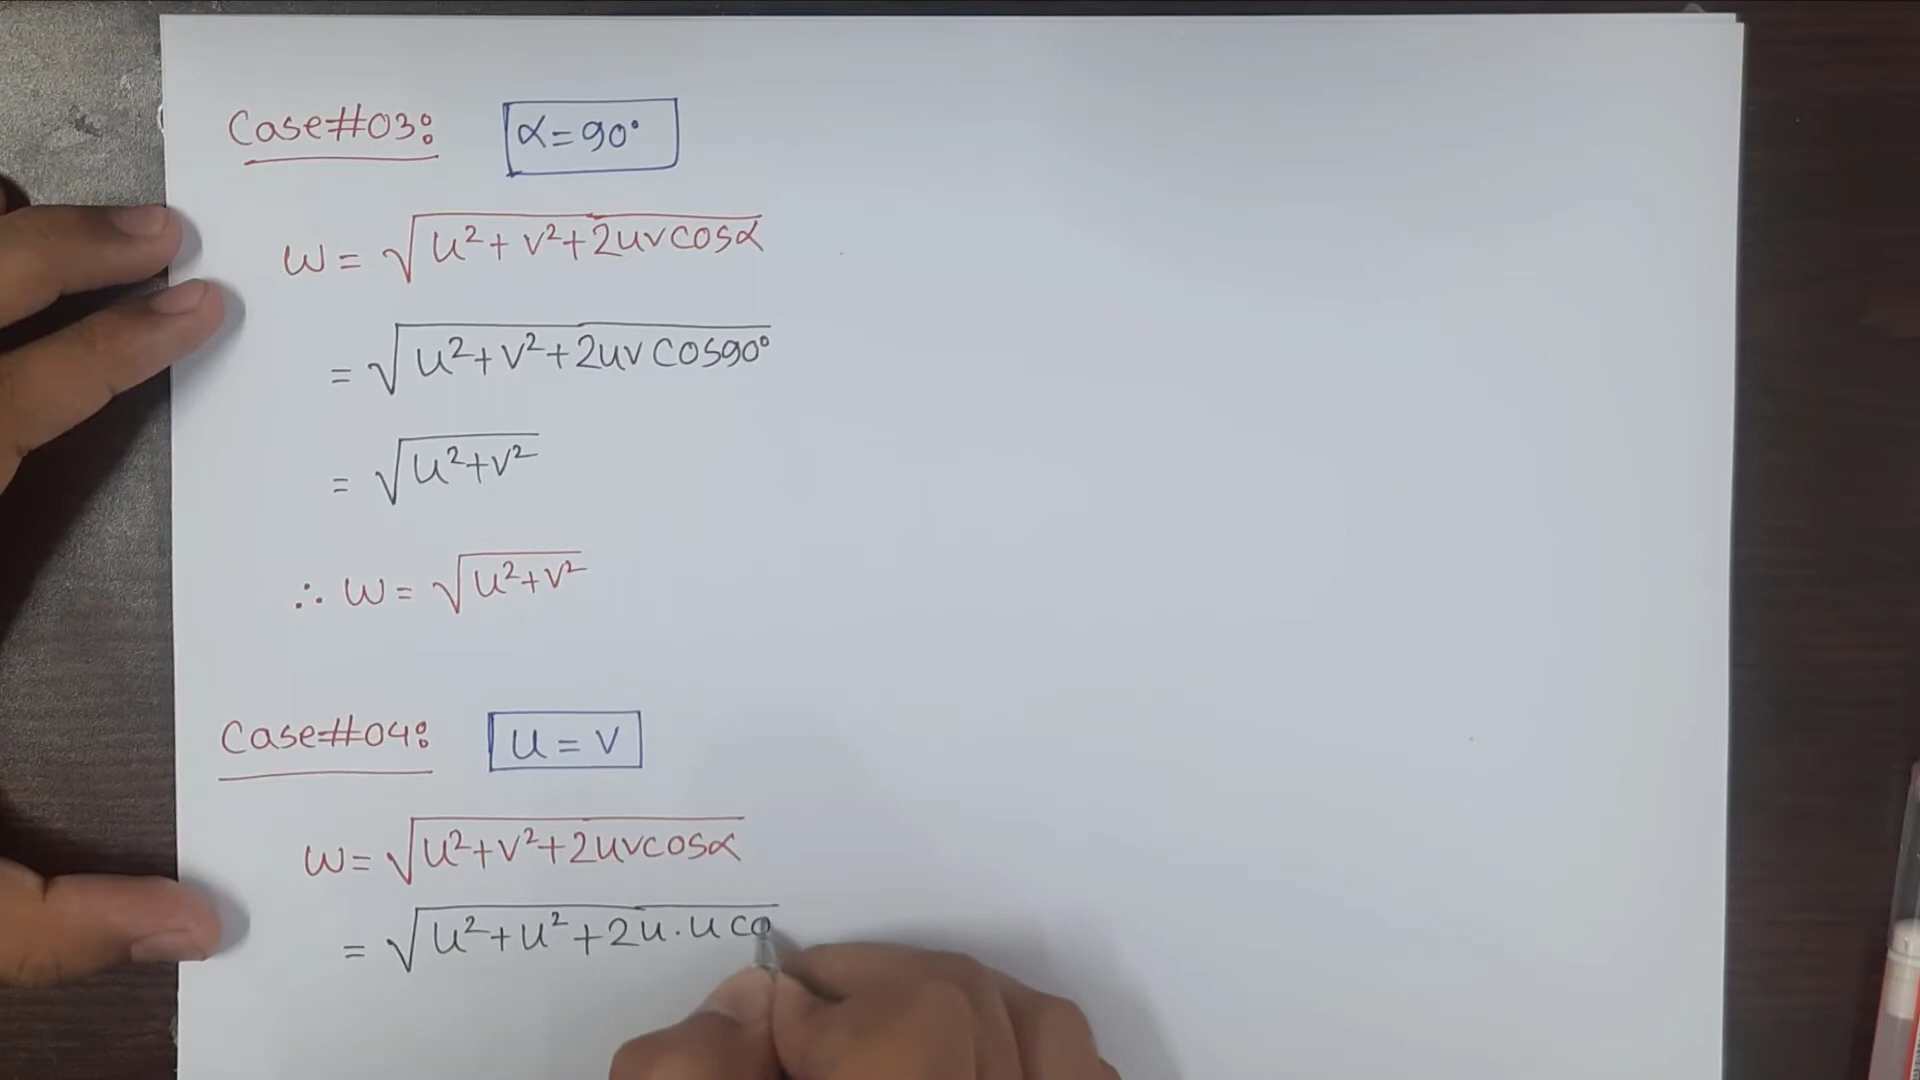 Case#03: α=90°
w = √u²+v²+2uvcosα
= √u²+v²+2uv cos90°
= √u²+v²
∴ w = √u²+v²
Case#04: u = v
w = √u²+v²+2uvcosα
= √u²+u²+2u.u co